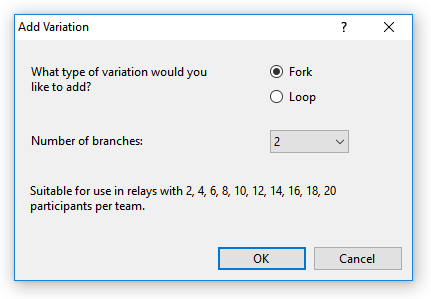 Add Variation
?
What type of variation would you
like to add?
Fork
Loop
Number of branches:
2
Suitable for use in relays with 2, 4, 6, 8, 10, 12, 14, 16, 18, 20
participants per team.
OK
Cancel